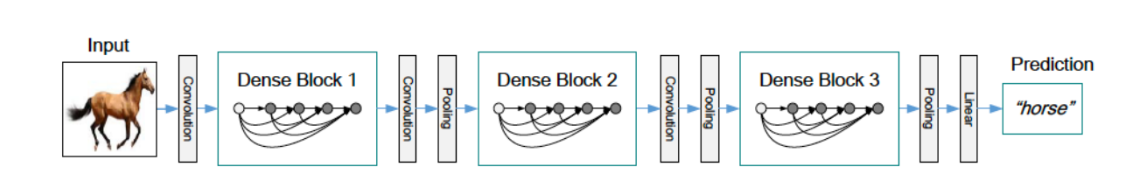 Input
Convolution
Dense Block 1
Convolution
Pooling
Dense Block 2
Convolution
Pooling
Dense Block 3
Pooling
Linear
Prediction
“horse”